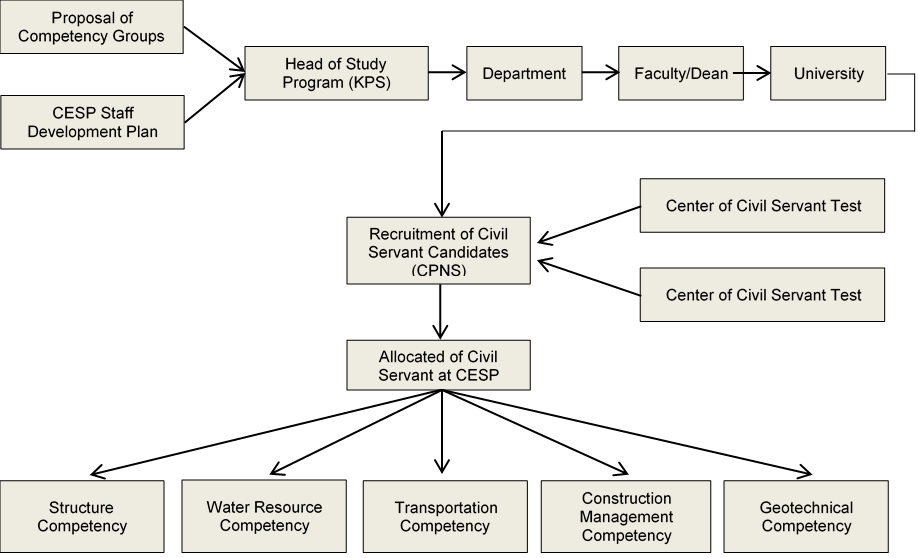 Proposal of
Competency Groups
CESP Staff
Development Plan
Head of Study
Program (KPS)
Department
Faculty/Dean
University
Recruitment of Civil
Servant Candidates
(CPNS)
Center of Civil Servant Test
Center of Civil Servant Test
Allocated of Civil
Servant at CESP
Structure
Competency
Water Resource
Competency
Transportation
Competency
Construction
Management
Competency
Geotechnical
Competency